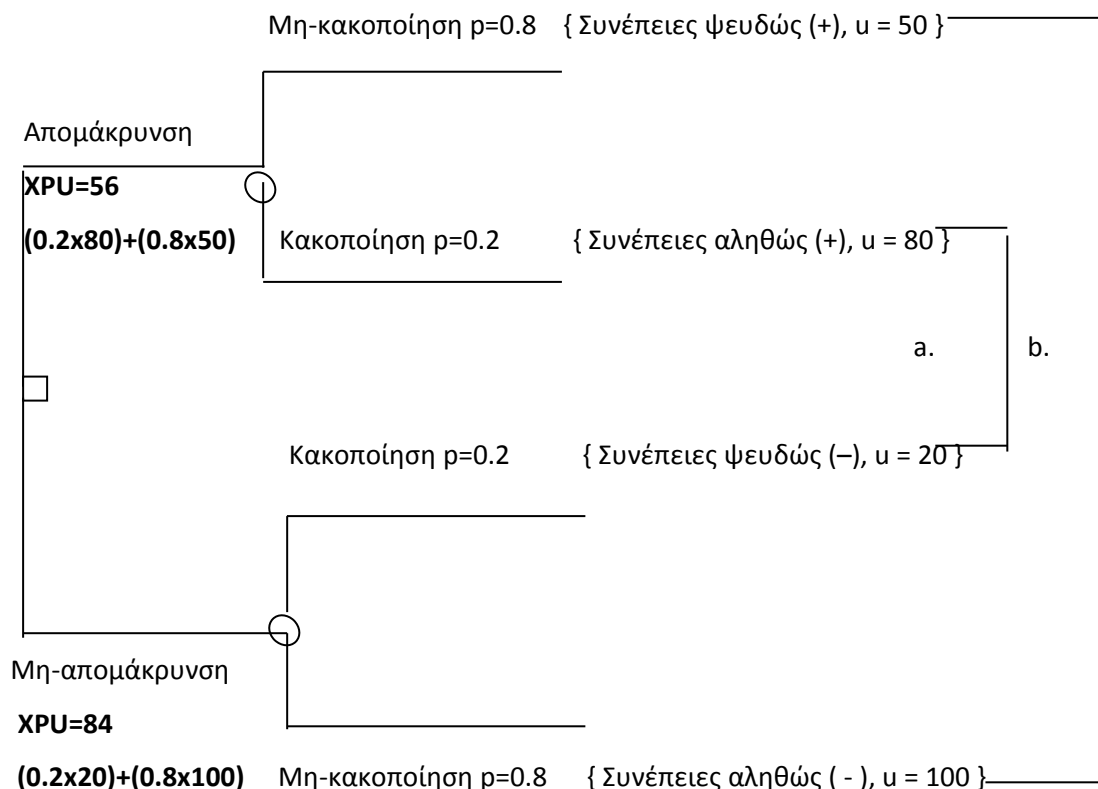 Μη-κακοποίηση p=0.8 { Συνέπειες ψευδώς (+), u = 50 }
Απομάκρυνση
XPU=56
(0.2x80)+(0.8x50) Κακοποίηση p=0.2 { Συνέπειες αληθώς (+), u = 80 }
a. b.
Κακοποίηση p=0.2 { Συνέπειες ψευδώς (–), u = 20 }
Μη-απομάκρυνση
XPU=84
(0.2x20)+(0.8x100) Μη-κακοποίηση p=0.8 { Συνέπειες αληθώς ( - ), u = 100 }